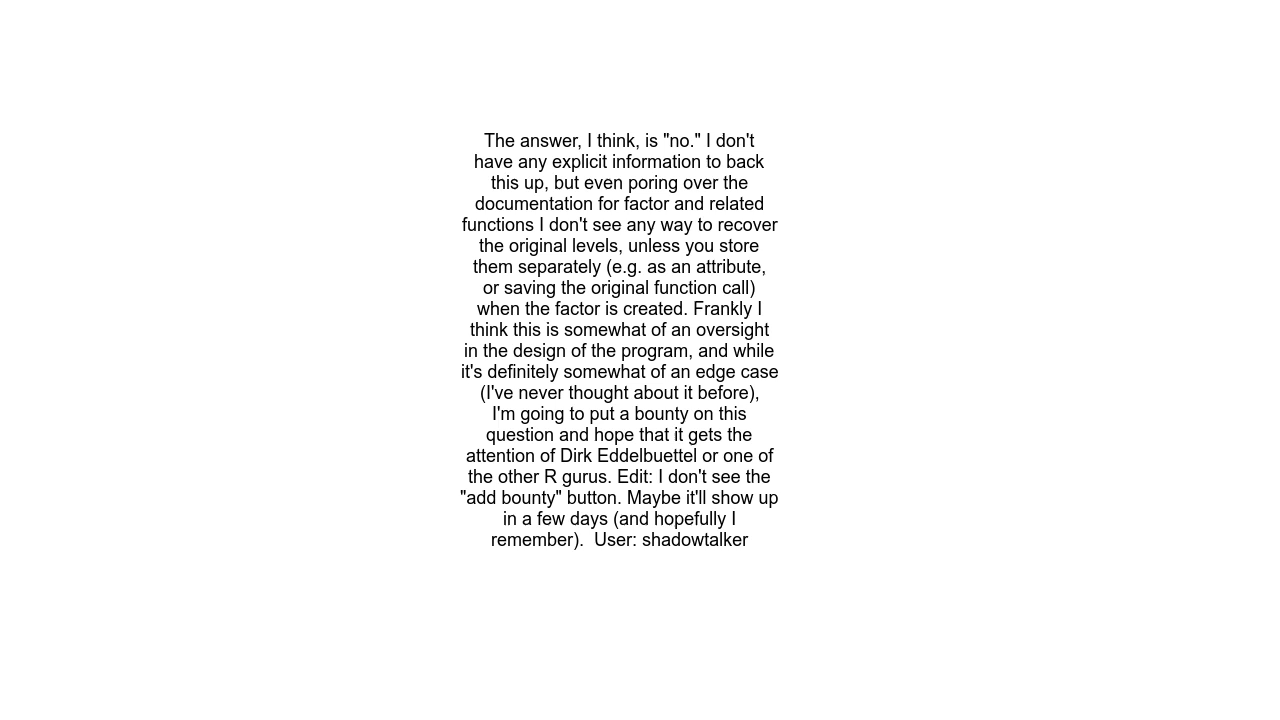 The answer, I think, is "no." I don't
have any explicit information to back
this up, but even poring over the
documentation for factor and related
functions I don't see any way to recover
the original levels, unless you store
them separately (e.g. as an attribute,
or saving the original function call)
when the factor is created. Frankly I
think this is somewhat of an oversight
in the design of the program, and while
it's definitely somewhat of an edge case
(I've never thought about it before),
I'm going to put a bounty on this
question and hope that it gets the
attention of Dirk Eddelbuettel or one of
the other R gurus. Edit: I don't see the
"add bounty" button. Maybe it'll show up
in a few days (and hopefully I
remember).  User: shadowtalker